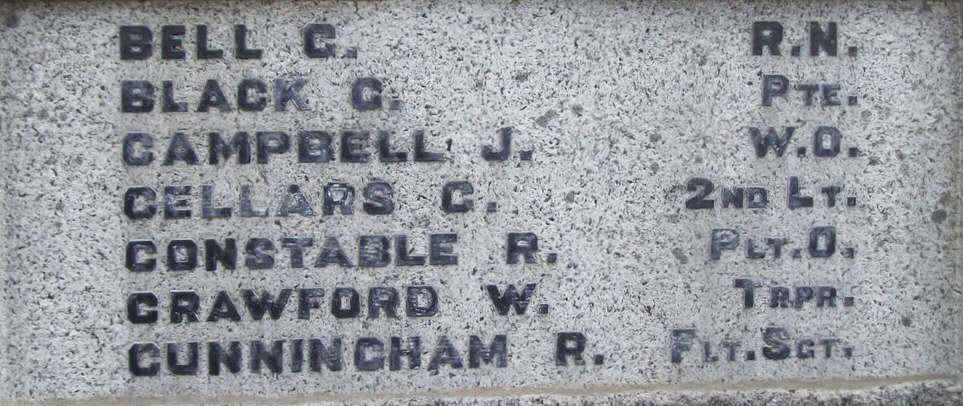 BELL G. R.N.
BLACK C. PTE.
CAMPBELL J. W.O.
CELLARS C. 2ND LT.
CONSTABLE R. PLT.O.
CRAWFORD W. TRPR.
CUNNINGHAM R. FLT.SGT.